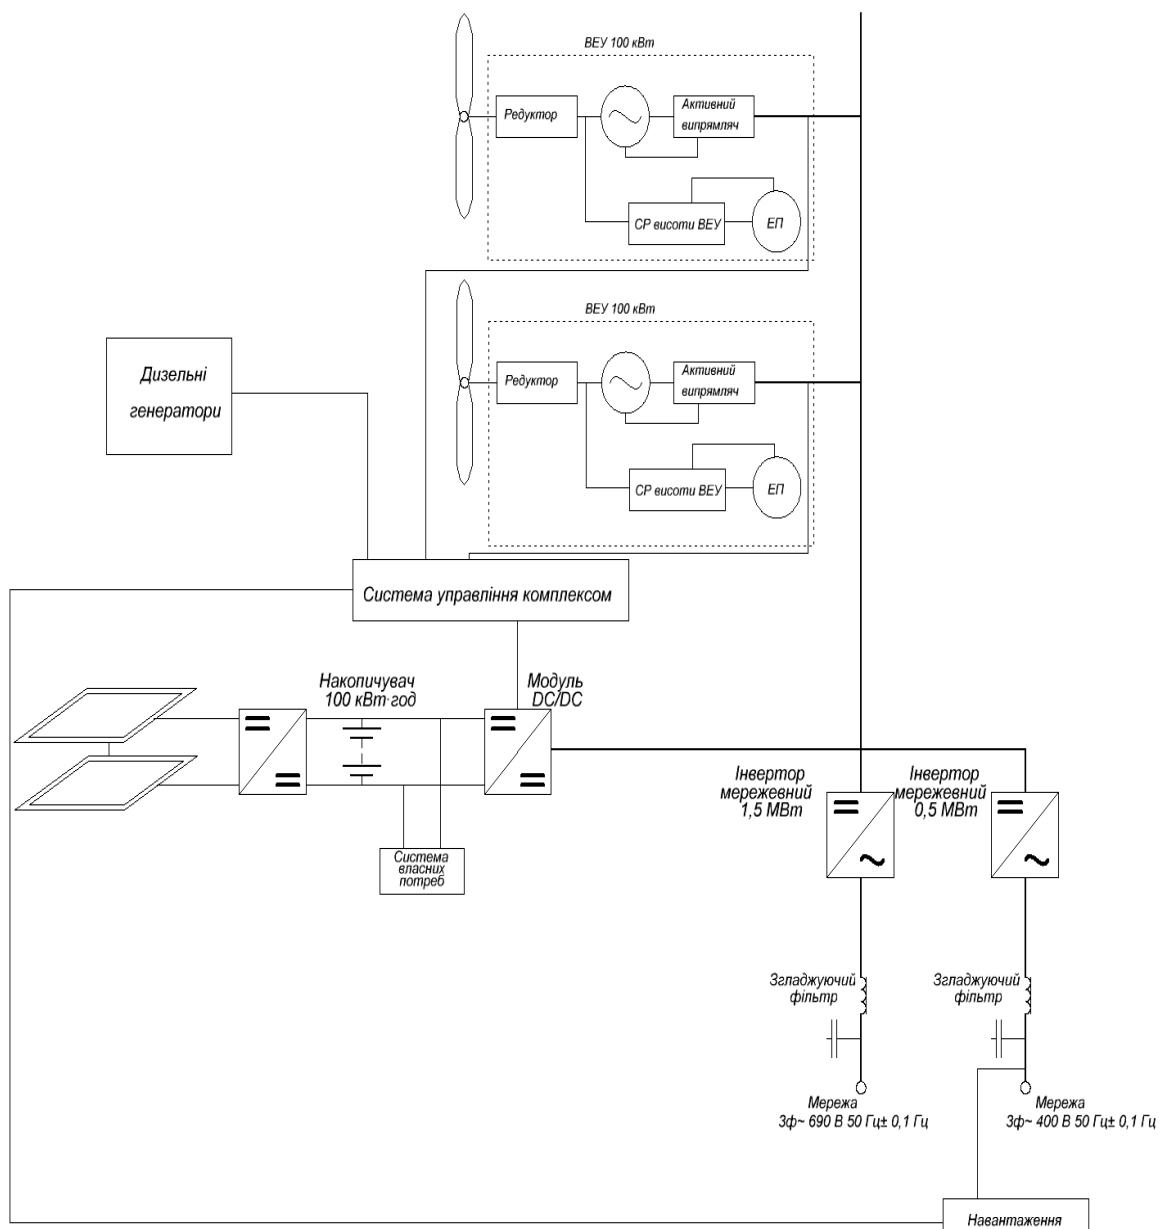 ВЕУ 100 кВт
Редуктор
Активний
випрямляч
СР висоти ВЕУ
ЕП
ВЕУ 100 кВт
Редуктор
Активний
випрямляч
СР висоти ВЕУ
ЕП
Дизельні
генератори
Система управління комплексом
Накопичувач
100 кВт·год
Модуль
DC/DC
Система
власних
потреб
Інвертор
мережевний
1,5 МВт
Інвертор
мережевний
0,5 МВт
Згладжуючий
фільтр
Згладжуючий
фільтр
Мережа
3ф~ 690 В 50 Гц± 0,1 Гц
Мережа
3ф~ 400 В 50 Гц± 0,1 Гц
Навантаження